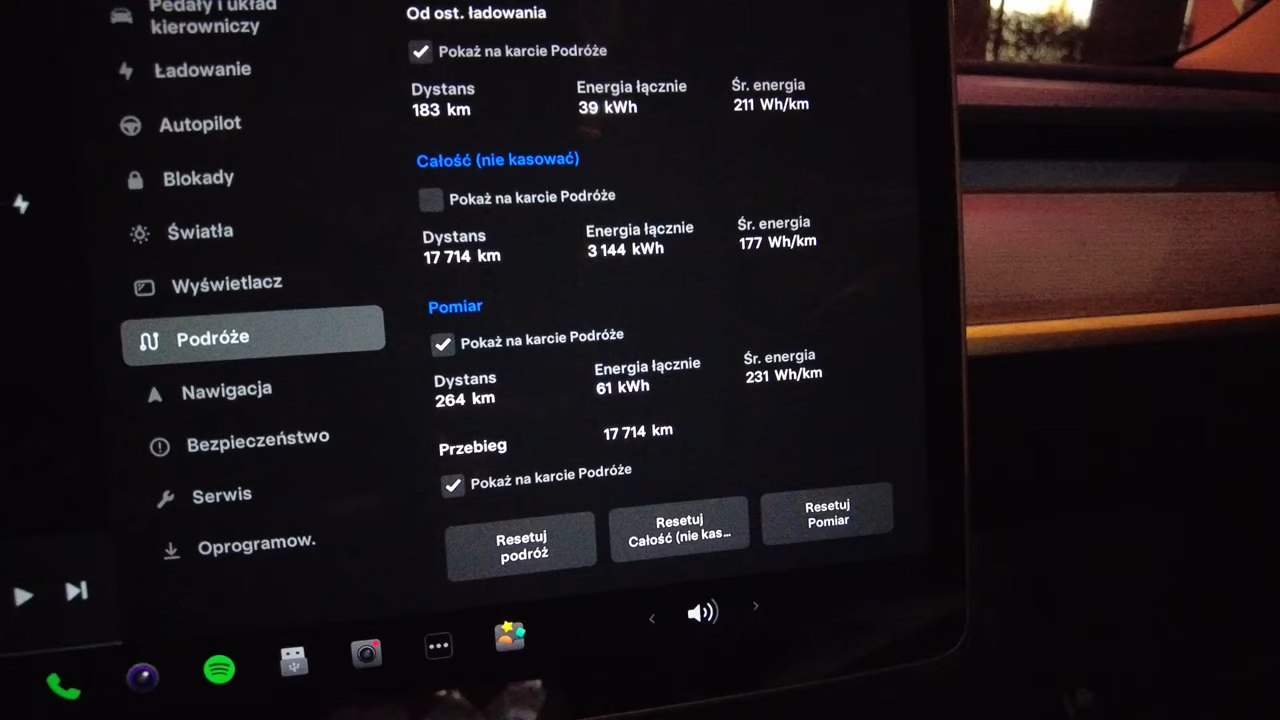 Pedały i układ
kierowniczy
Ładowanie
Autopilot
Blokady
Światła
Wyświetlacz
Podróże
Nawigacja
Bezpieczeństwo
Serwis
Oprogramow.
Od ost. ładowania
Pokaż na karcie Podróże
Dystans Energia łącznie Śr. energia
183 km 39 kWh 211 Wh/km
Całość (nie kasować)
Pokaż na karcie Podróże
Dystans Energia łącznie Śr. energia
17 714 km 3 144 kWh 177 Wh/km
Pomiar
Pokaż na karcie Podróże
Dystans Energia łącznie Śr. energia
264 km 61 kWh 231 Wh/km
Przebieg 17 714 km
Pokaż na karcie Podróże
Resetuj
podróż
Resetuj
Całość (nie kas...
Resetuj
Pomiar